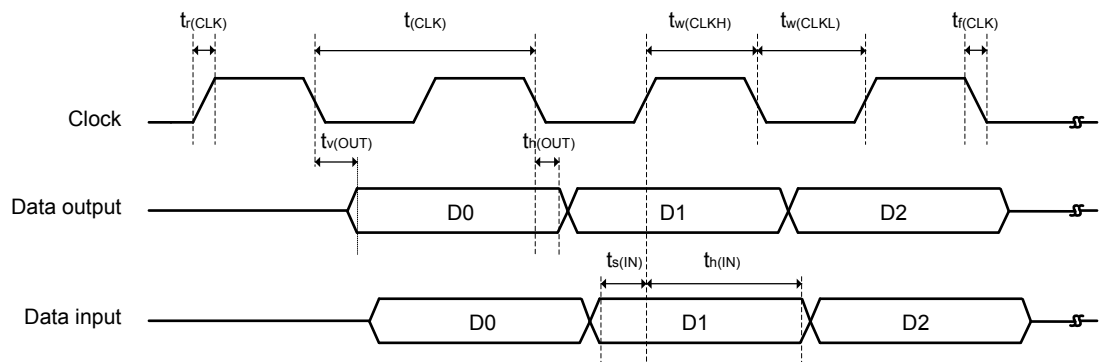 tr(CLK) t(CLK) tw(CLKH) tw(CLKL) tf(CLK)
Clock
tv(OUT) th(OUT)
Data output D0 D1 D2
ts(IN) th(IN)
Data input D0 D1 D2